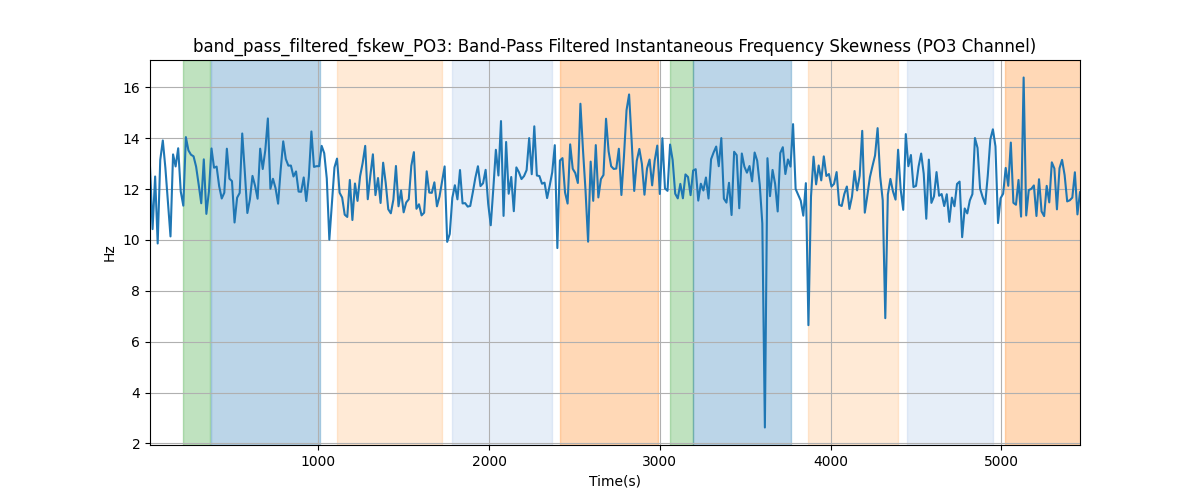 band_pass_filtered_fskew_PO3: Band-Pass Filtered Instantaneous Frequency Skewness (PO3 Channel)
16
14
12
10
8
6
4
2
Hz
1000 2000 3000 4000 5000
Time(s)